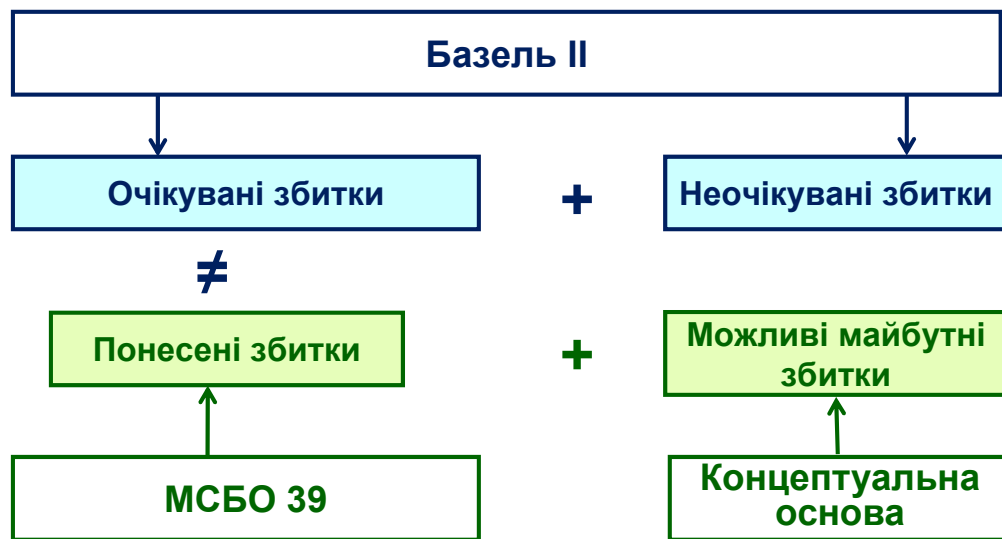 Базель II
Очікувані збитки
+
Неочікувані збитки
≠
Понесені збитки
+
Можливі майбутні
збитки
МСБО 39
Концептуальна
основа